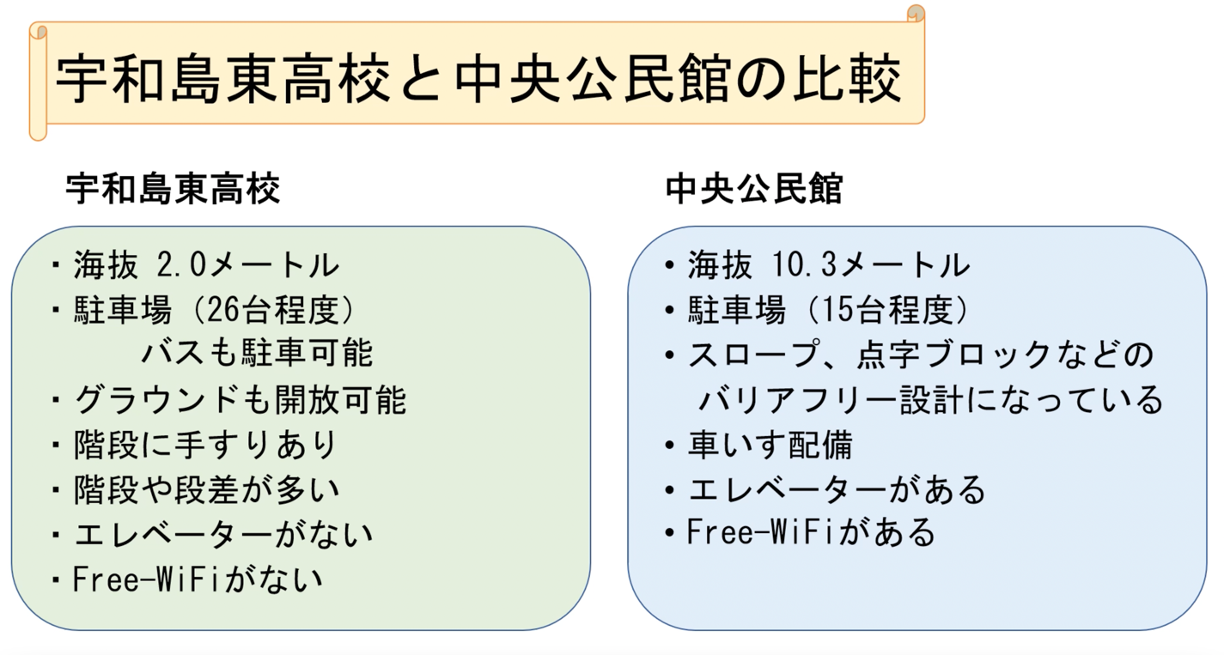 宇和島東高校と中央公民館の比較
宇和島東高校
・海抜 2.0メートル
・駐車場（26台程度）
バスも駐車可能
・グラウンドも開放可能
・階段に手すりあり
・階段や段差が多い
・エレベーターがない
・Free-WiFiがない
中央公民館
• 海抜 10.3メートル
• 駐車場（15台程度）
• スロープ、点字ブロックなどの
バリアフリー設計になっている
• 車いす配備
• エレベーターがある
• Free-WiFiがある